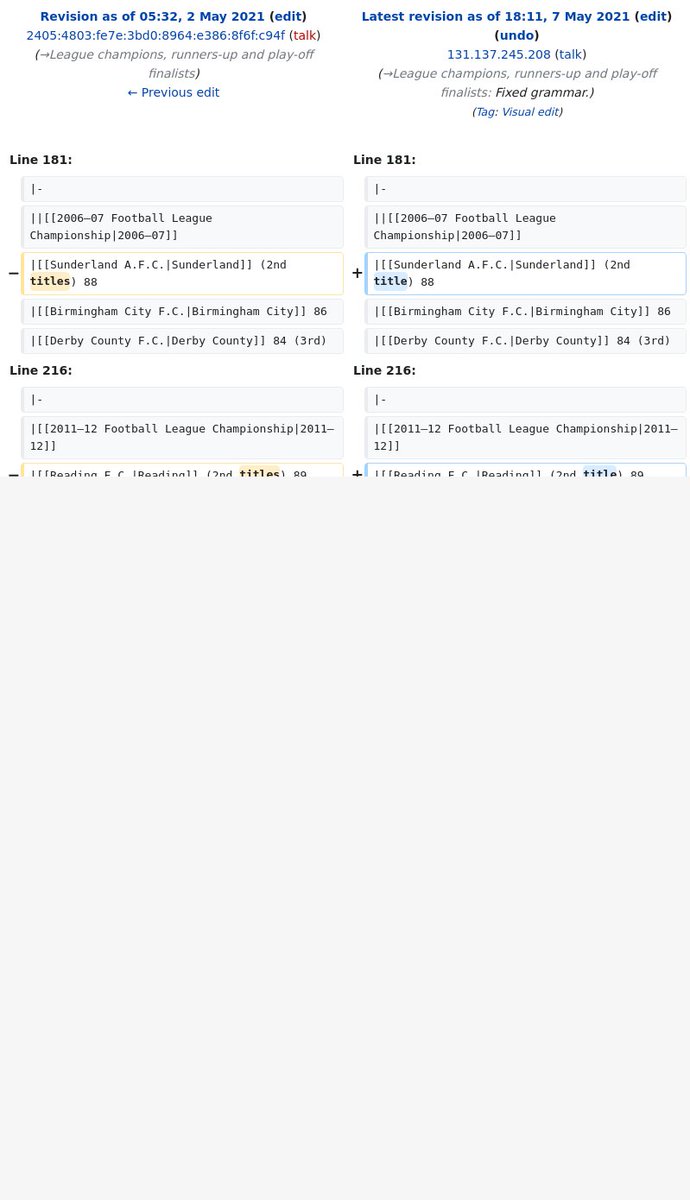 Revision as of 05:32, 2 May 2021 (edit)
2405:4803:fe7e:3bd0:8964:e386:8f6f:c94f (talk)
(→League champions, runners-up and play-off
finalists)
← Previous edit
Latest revision as of 18:11, 7 May 2021 (edit)
(undo)
131.137.245.208 (talk)
(→League champions, runners-up and play-off
finalists: Fixed grammar.)
(Tag: Visual edit)
Line 181:
Line 181:
|-
|-
||[[2006–07 Football League
Championship|2006–07]]
||[[2006–07 Football League
Championship|2006–07]]
− |[[Sunderland A.F.C.|Sunderland]] (2nd
titles) 88
+ |[[Sunderland A.F.C.|Sunderland]] (2nd
title) 88
|[[Birmingham City F.C.|Birmingham City]] 86
|[[Birmingham City F.C.|Birmingham City]] 86
|[[Derby County F.C.|Derby County]] 84 (3rd)
|[[Derby County F.C.|Derby County]] 84 (3rd)
Line 216:
Line 216:
|-
|-
|[[2011–12 Football League Championship|2011–
12]]
|[[2011–12 Football League Championship|2011–
12]]
− |[[Reading F.C.|Reading]] (2nd titles) 89
+ |[[Reading F.C.|Reading]] (2nd title) 89